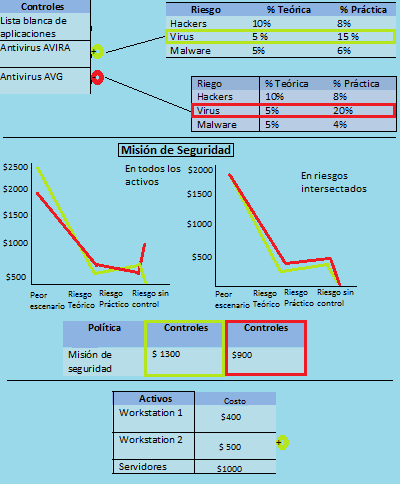 Controles
Lista blanca de
aplicaciones
Antivirus AVIRA
+
Antivirus AVG
Riesgo % Teórica % Práctica
Hackers 10% 8%
Virus 5 % 15 %
Malware 5% 6%
Riego % Teórica % Práctica
Hackers 10% 8%
Virus 5% 20%
Malware 5% 4%
Misión de Seguridad
En todos los
activos
$2500
$2000
$1500
$1000
$500
Peor
escenario
Riesgo
Teórico
Riesgo
Práctico
Riesgo sin
control
En riesgos
intersectados
$2000
$1000
$500
Peor
escenario
Riesgo
Teórico
Riesgo
Práctico
Riesgo sin
control
Política Controles Controles
Misión de
seguridad
$ 1300 $900
Activos Costo
Workstation 1 $400
Workstation 2 $ 500 +
Servidores $1000